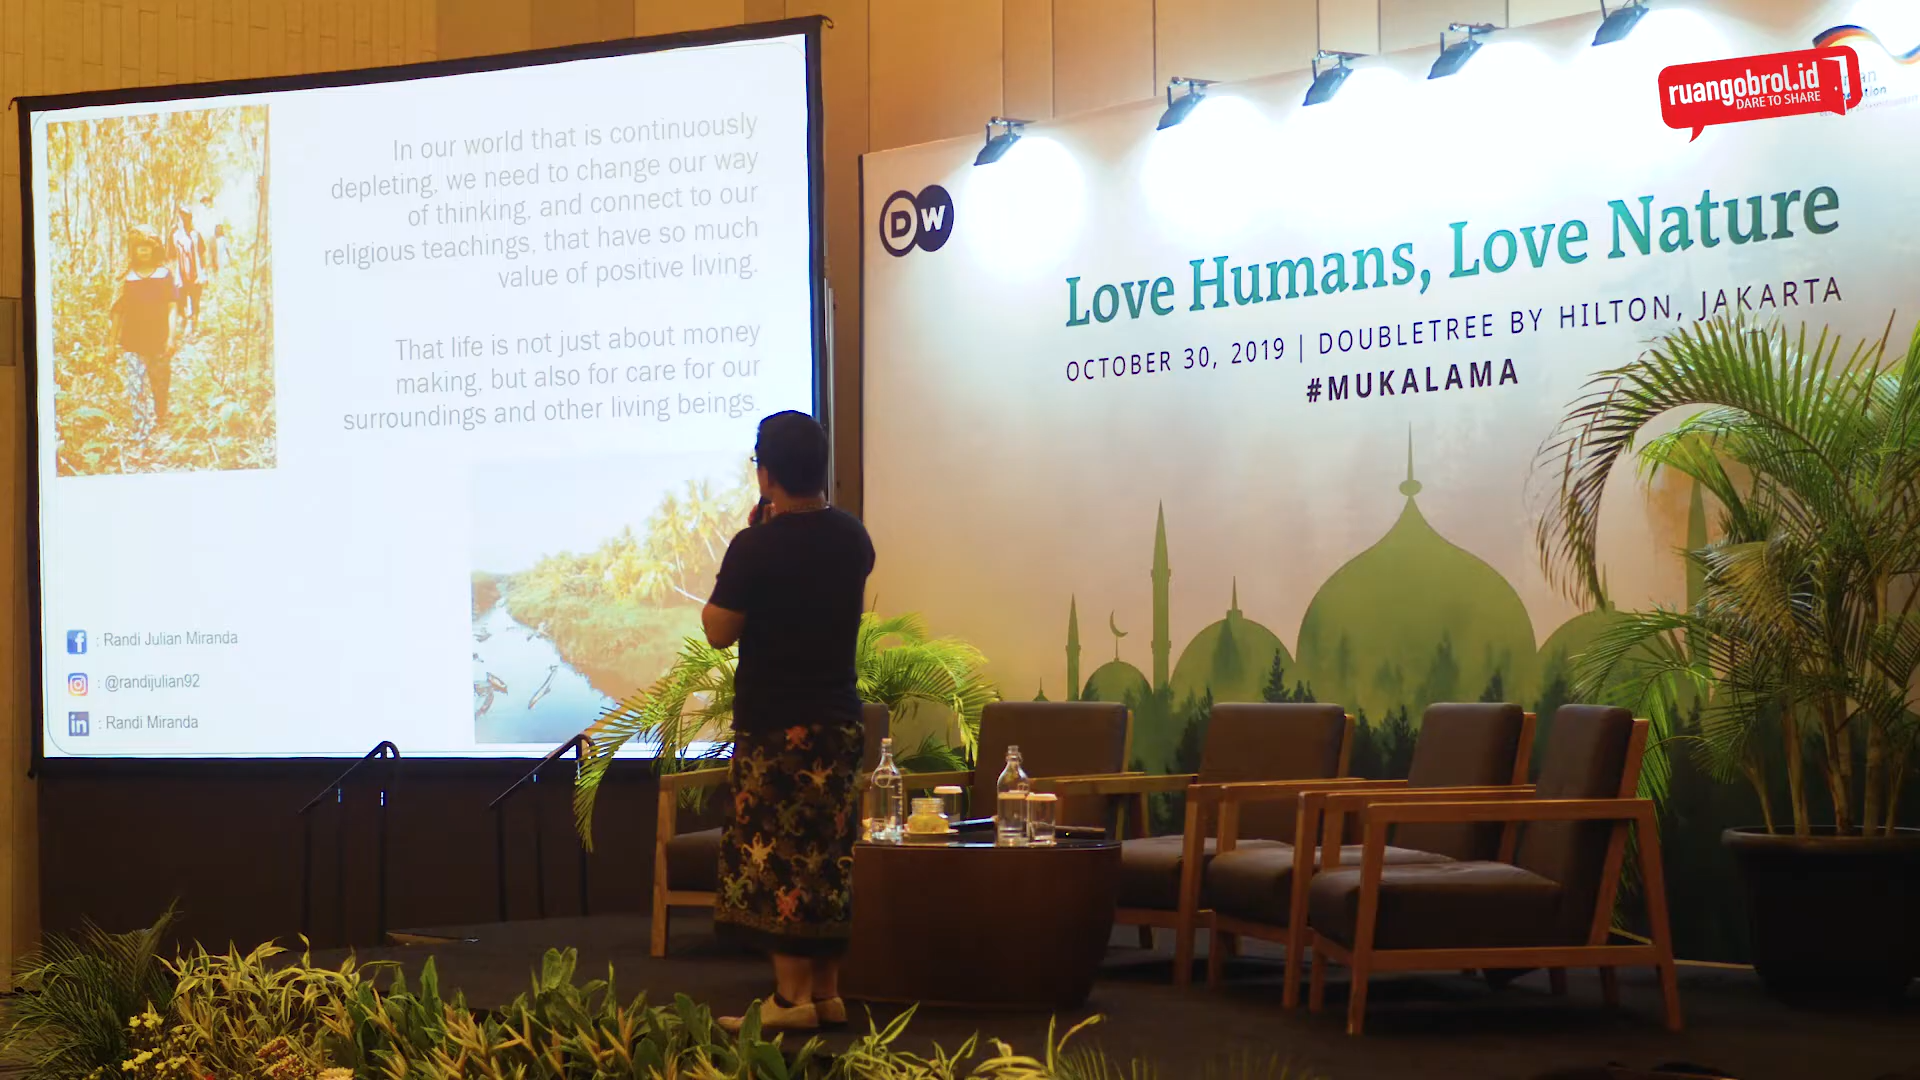 In our world that is continuously
depleting, we need to change our way
of thinking, and connect to our
religious teachings, that have so much
value of positive living.
That life is not just about money
making, but also for care for our
surroundings and other living beings.
: Randi Julian Miranda
: @randijulian92
in : Randi Miranda
DW
Love Humans, Love Nature
OCTOBER 30, 2019 | DOUBLETREE BY HILTON, JAKARTA
#MUKALAMA
ruangobrol.id
DARE TO SHARE